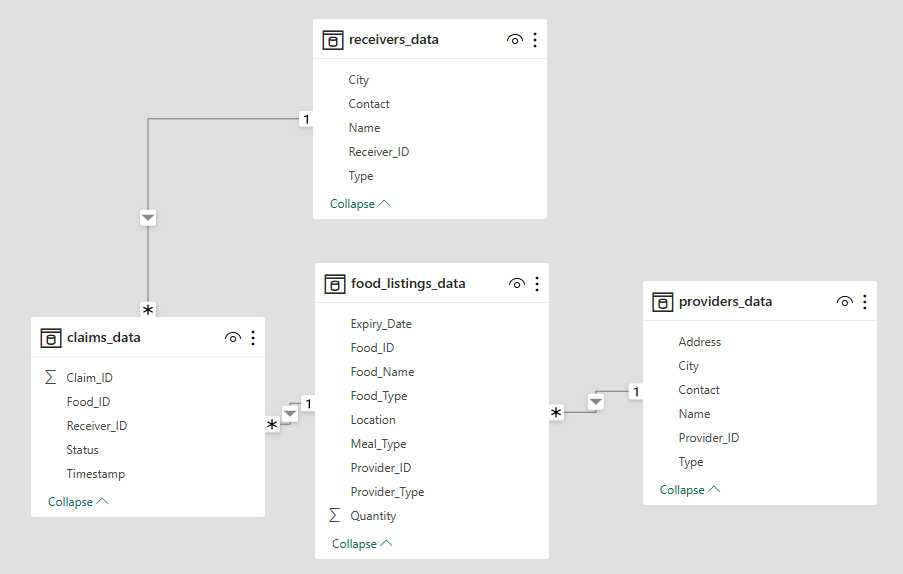 receivers_data
City
Contact
Name
Receiver_ID
Type
Collapse
1
*
claims_data
Σ Claim_ID
Food_ID
Receiver_ID
Status
Timestamp
Collapse
*
1
food_listings_data
Expiry_Date
Food_ID
Food_Name
Food_Type
Location
Meal_Type
Provider_ID
Provider_Type
Σ Quantity
Collapse
*
1
providers_data
Address
City
Contact
Name
Provider_ID
Type
Collapse